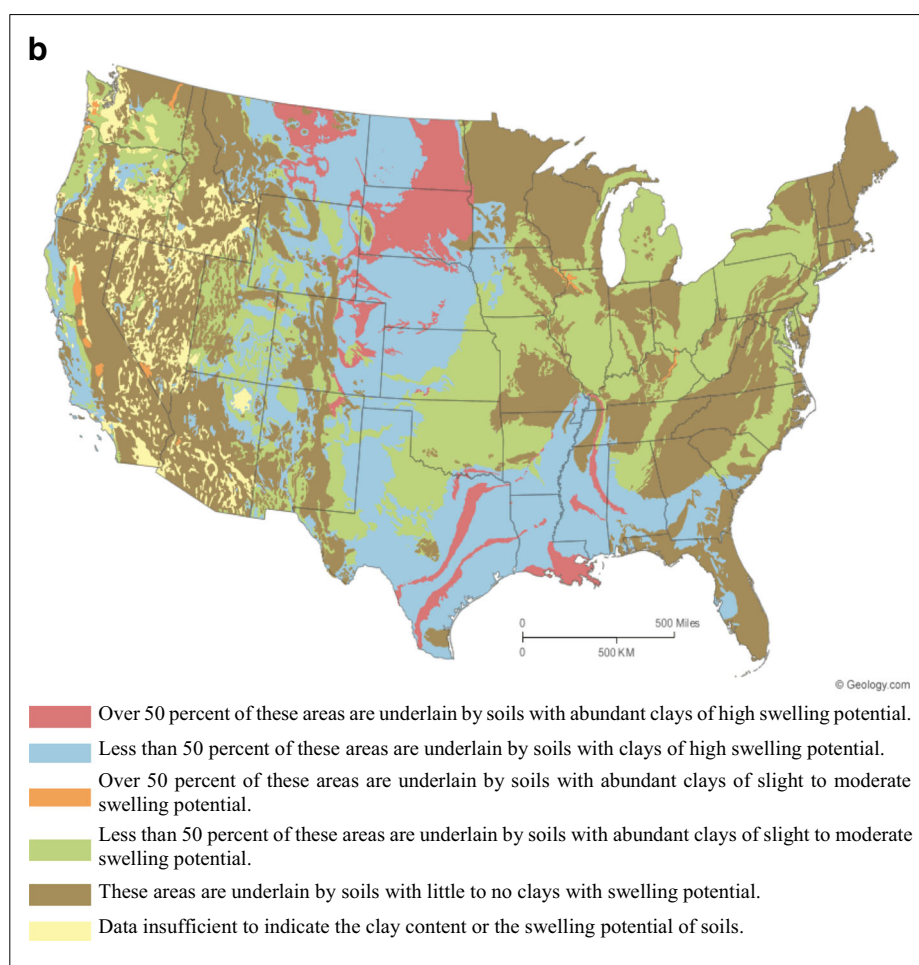 b
0
500 Miles
0
500 KM
© Geology.com
Over 50 percent of these areas are underlain by soils with abundant clays of high swelling potential.
Less than 50 percent of these areas are underlain by soils with clays of high swelling potential.
Over 50 percent of these areas are underlain by soils with abundant clays of slight to moderate
swelling potential.
Less than 50 percent of these areas are underlain by soils with abundant clays of slight to moderate
swelling potential.
These areas are underlain by soils with little to no clays with swelling potential.
Data insufficient to indicate the clay content or the swelling potential of soils.